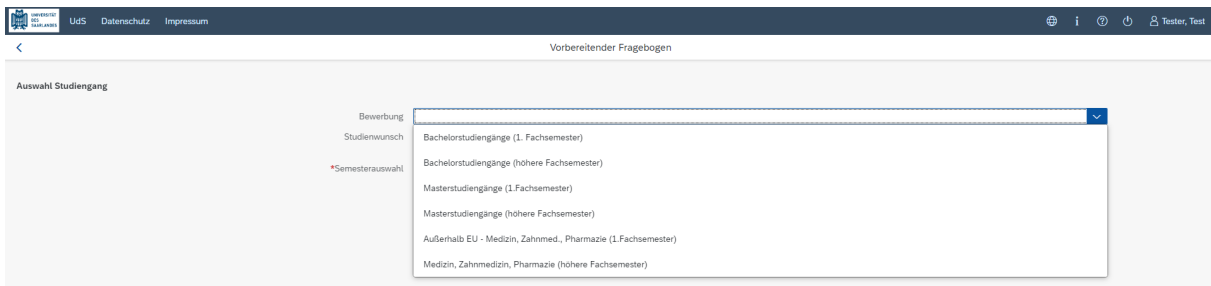 UNIVERSITÄT
DES
SAARLANDES
UdS Datenschutz Impressum
Tester, Test
Vorbereitender Fragebogen
Auswahl Studiengang
Bewerbung
Studienwunsch
Bachelorstudiengänge (1. Fachsemester)
Bachelorstudiengänge (höhere Fachsemester)
*Semesterauswahl
Masterstudiengänge (1.Fachsemester)
Masterstudiengänge (höhere Fachsemester)
Außerhalb EU - Medizin, Zahnmed., Pharmazie (1.Fachsemester)
Medizin, Zahnmedizin, Pharmazie (höhere Fachsemester)